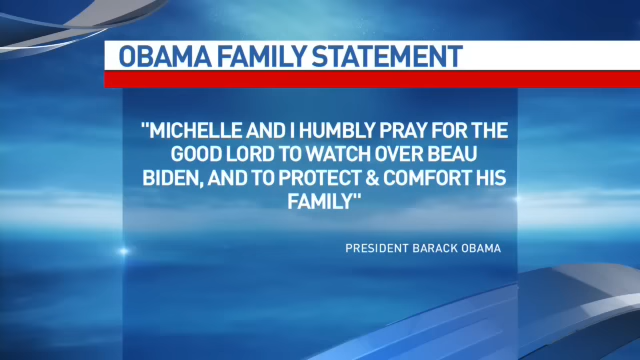 OBAMA FAMILY STATEMENT
"MICHELLE AND I HUMBLY PRAY FOR THE
GOOD LORD TO WATCH OVER BEAU
BIDEN, AND TO PROTECT & COMFORT HIS
FAMILY"
PRESIDENT BARACK OBAMA